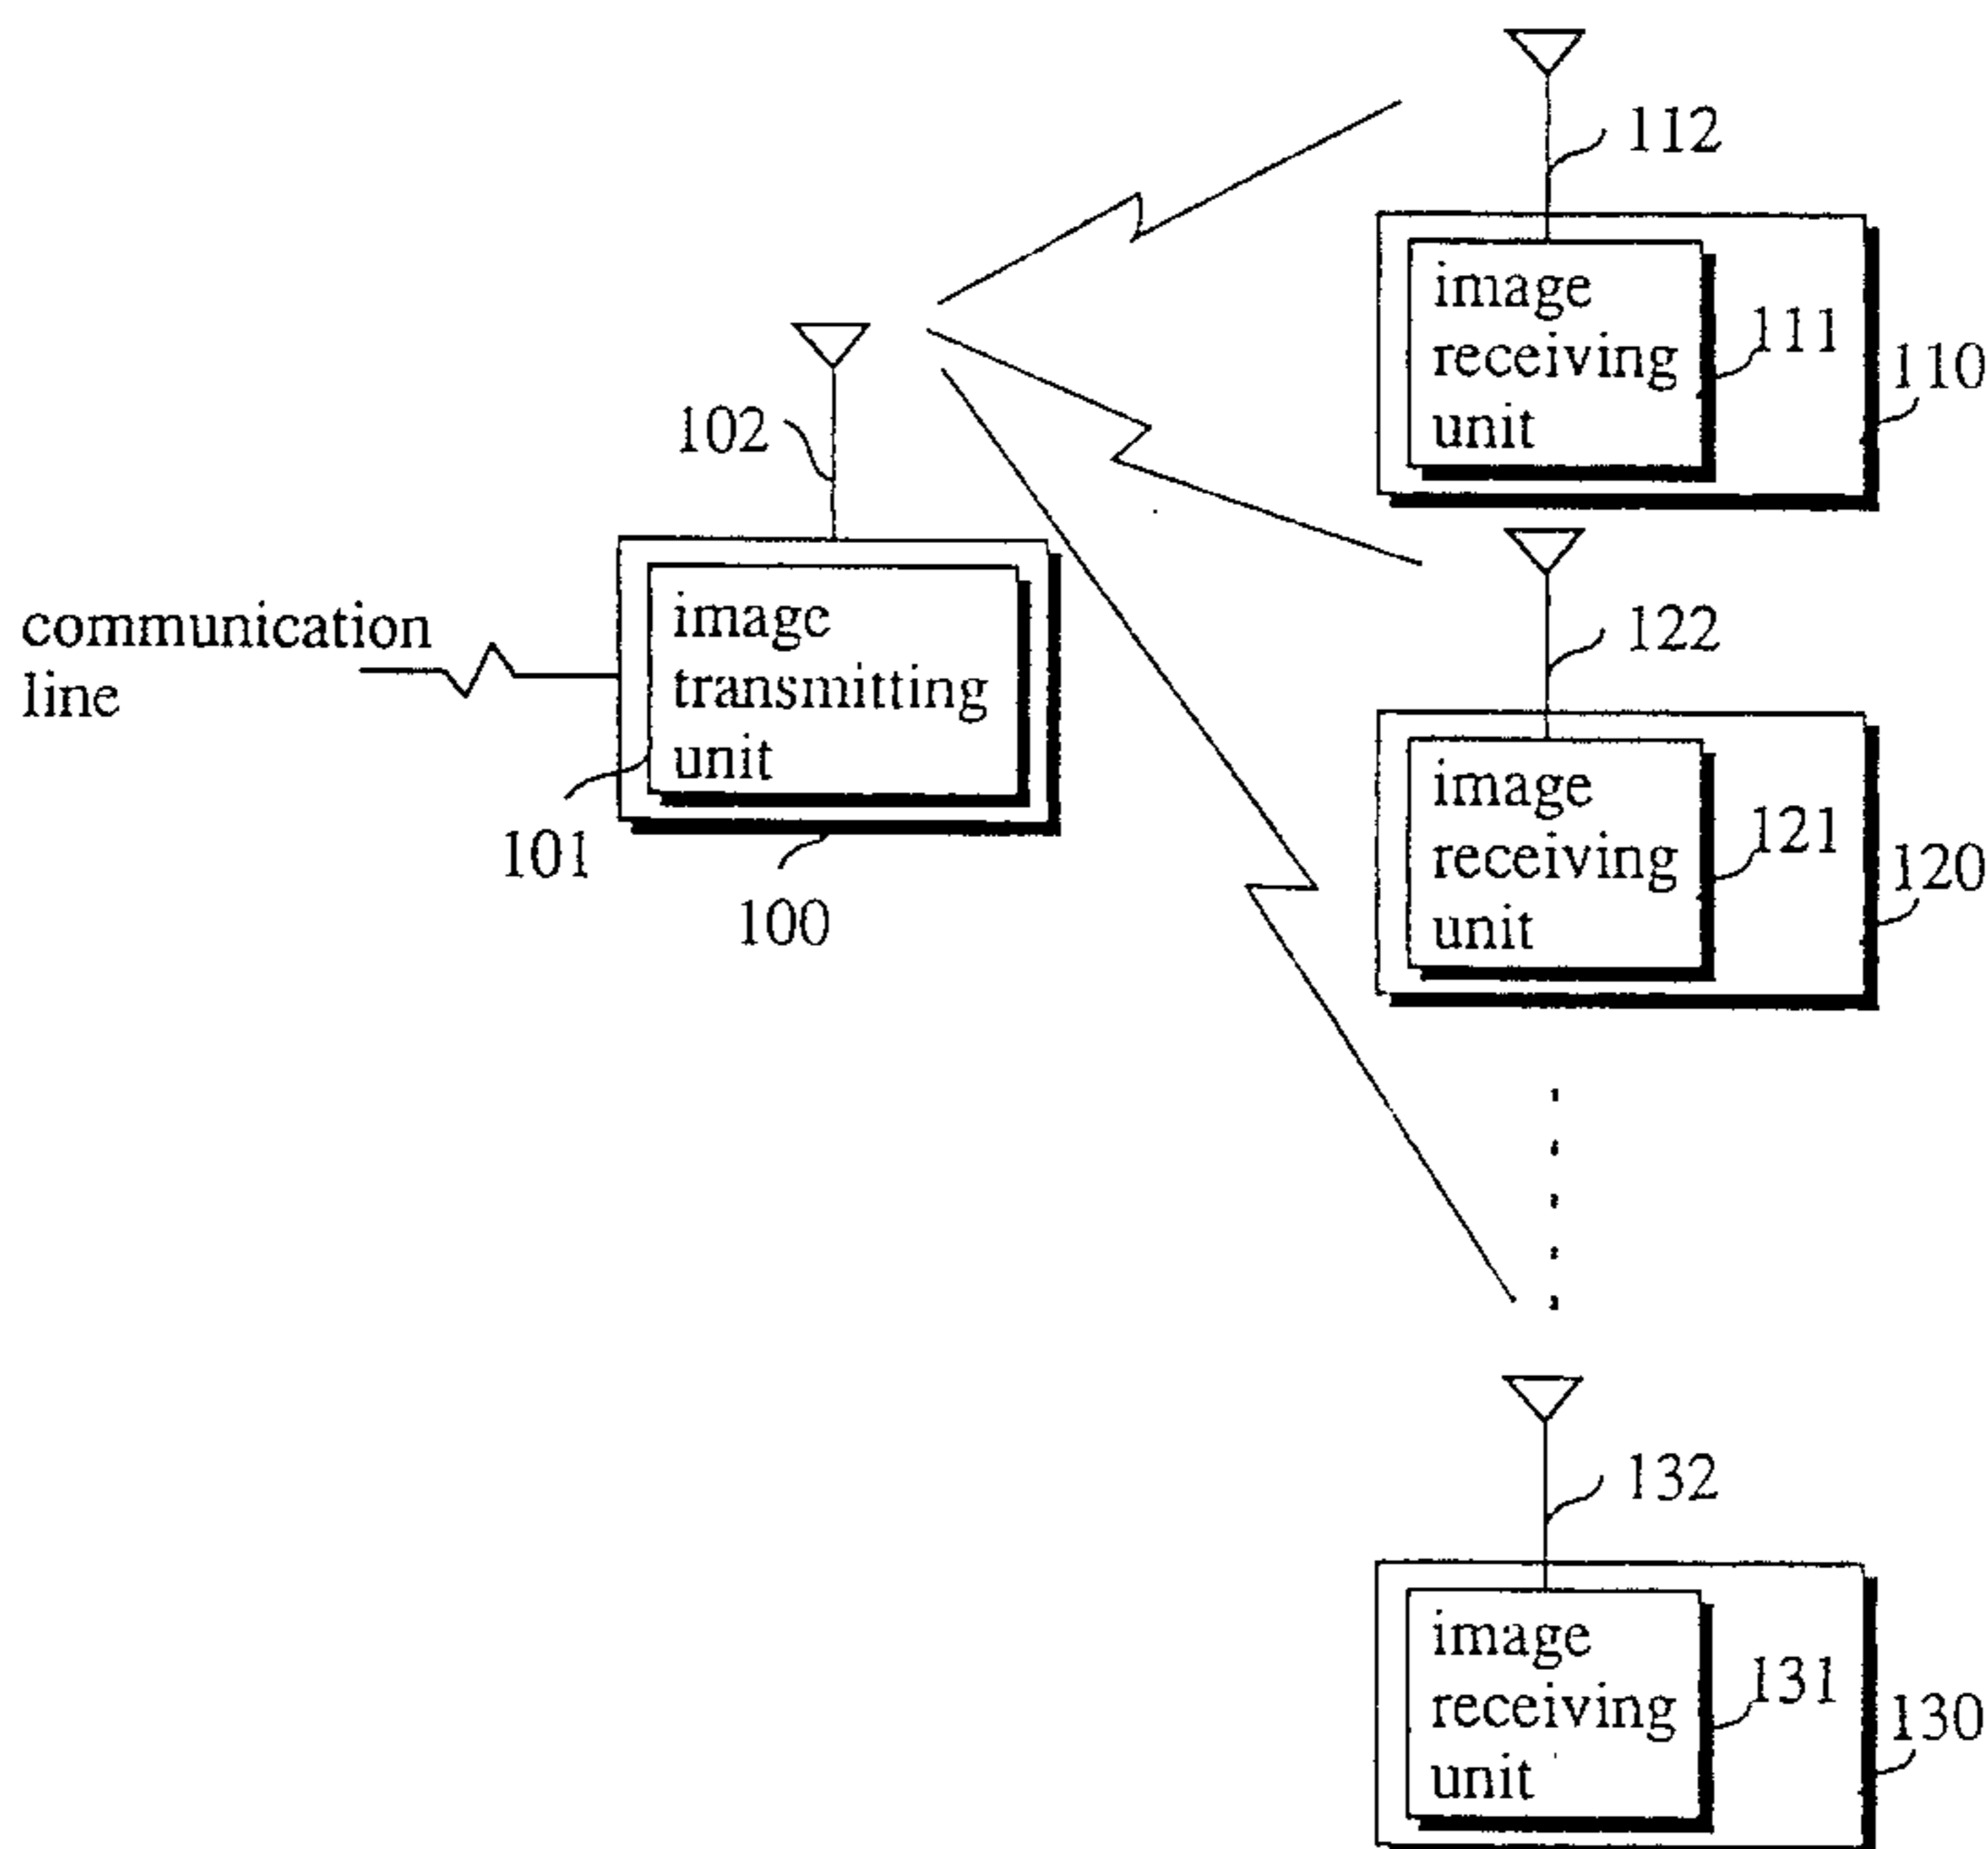 112
image
receiving
unit
111
110
102
communication
line
image
transmitting
unit
101
100
122
image
receiving
unit
121
120
132
image
receiving
unit
131
130